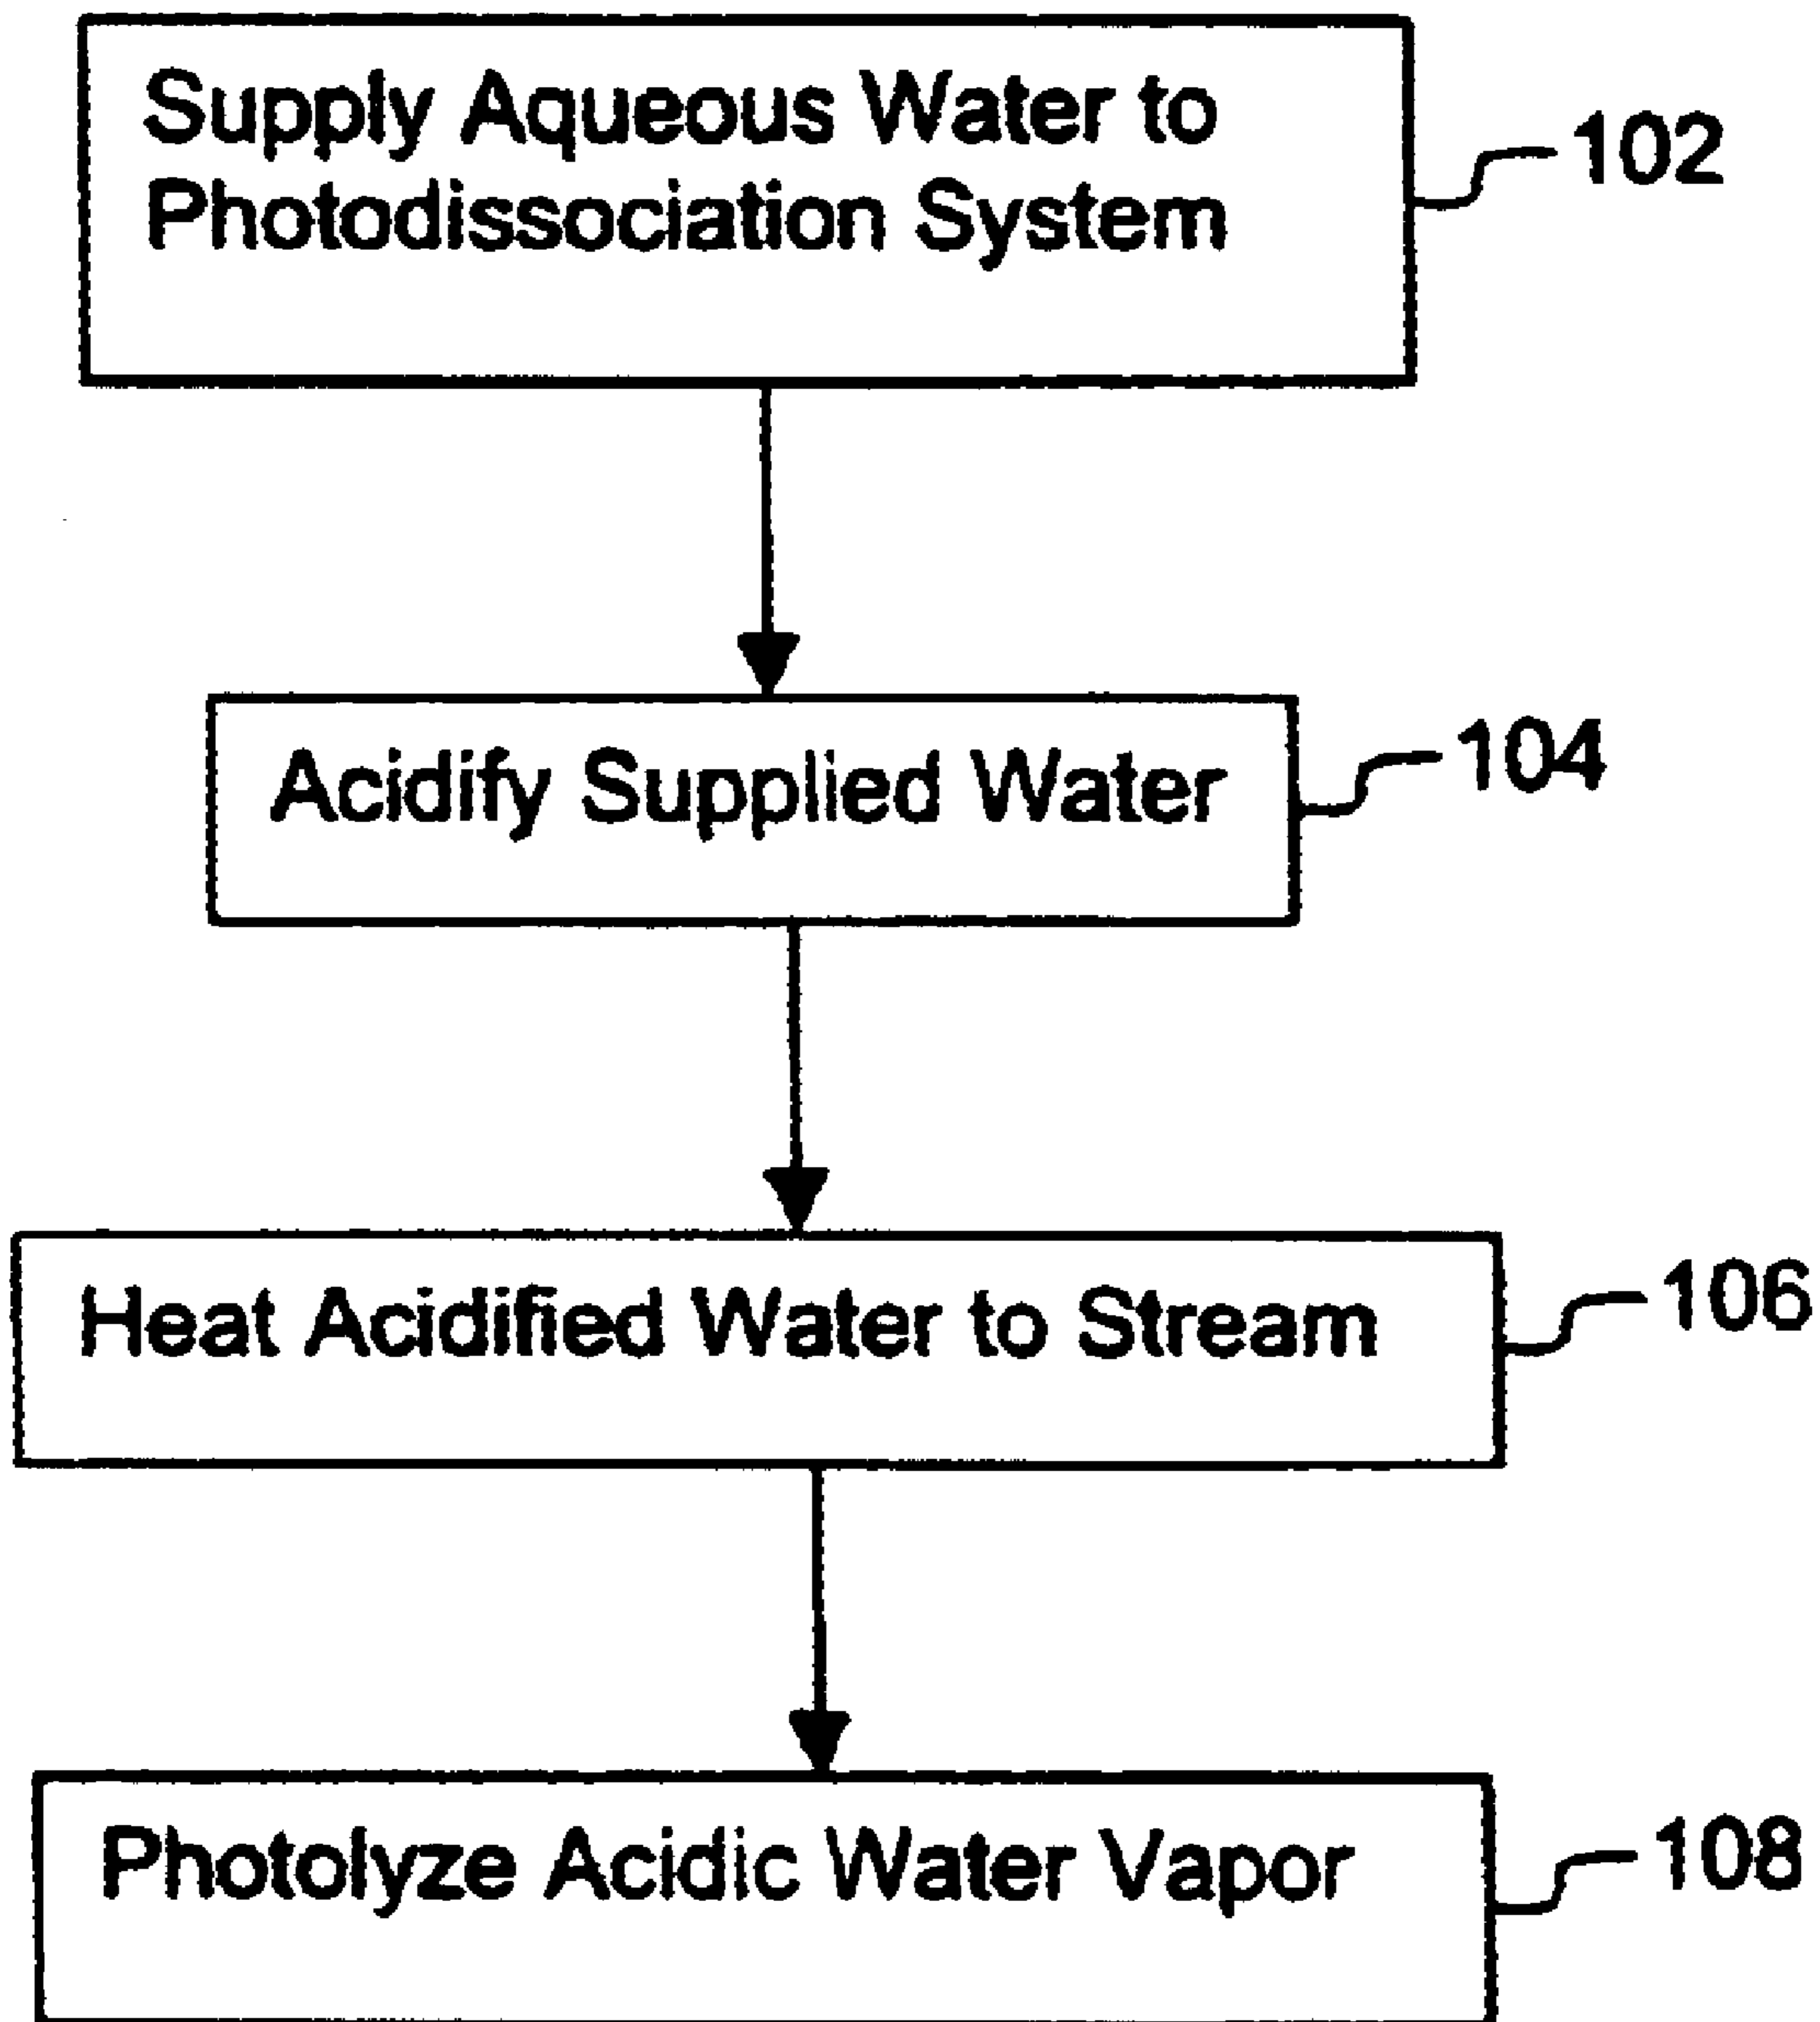 Supply Aqueous Water to
Photodissociation System
102
Acidify Supplied Water
104
Heat Acidified Water to Stream
106
Photolyze Acidic Water Vapor
108